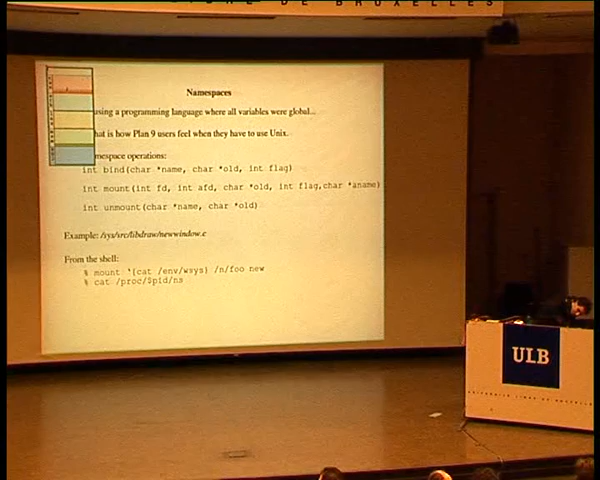 DE BRUXELLES
Namespaces
using a programming language where all variables were global...
hat is how Plan 9 users feel when they have to use Unix.
mespace operations:
int bind(char *name, char *old, int flag)
int mount(int fd, int afd, char *old, int flag,char *aname)
int unmount(char *name, char *old)
Example: /sys/src/libdraw/newwindow.c
From the shell:
% mount `{cat /env/wsys} /n/foo new
% cat /proc/$pid/ns
ULB